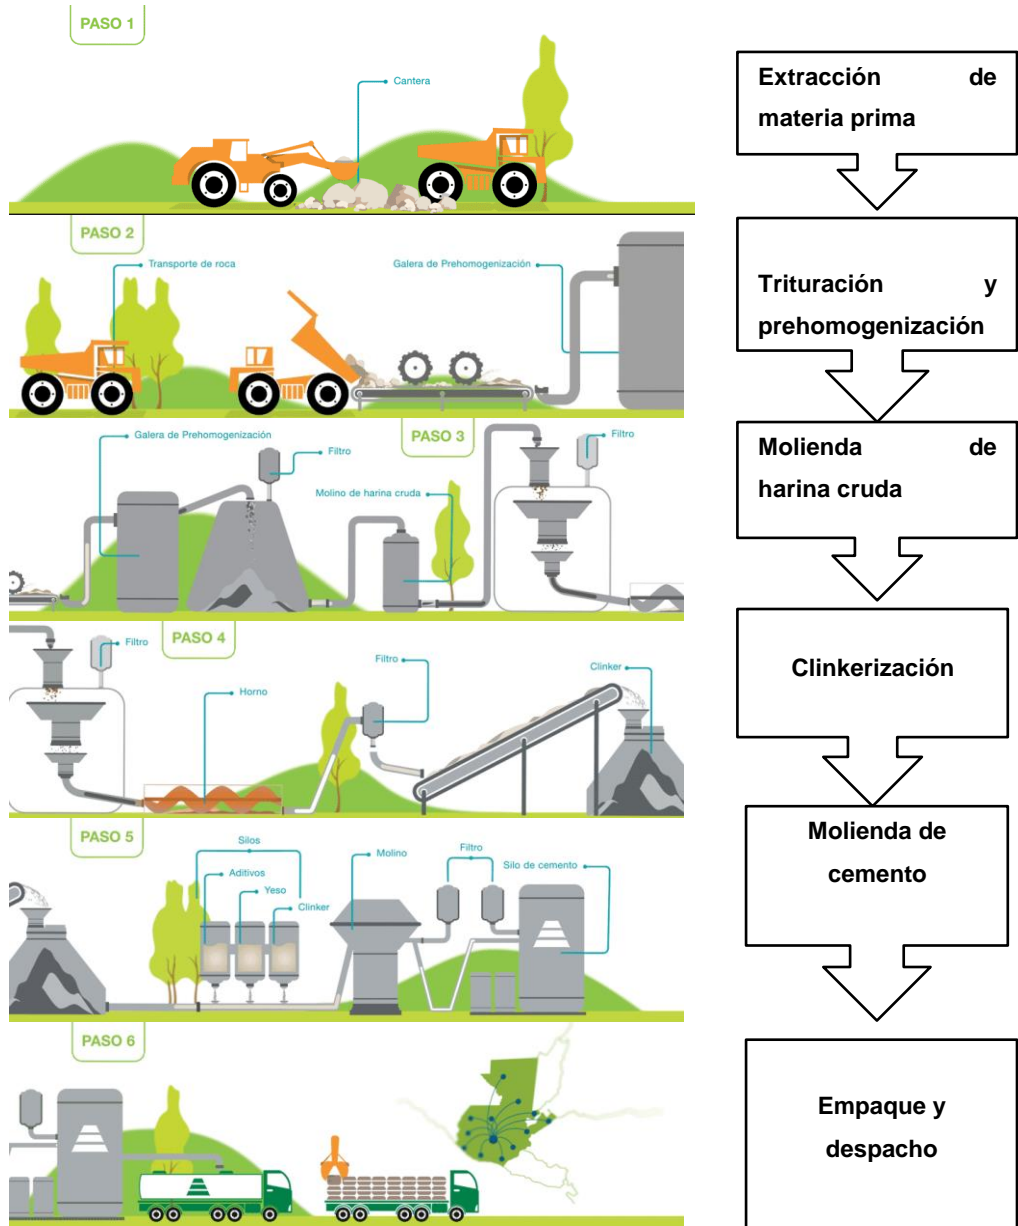 PASO 1
Cantera
Extracción de
materia prima
PASO 2
Transporte de roca
Galera de Prehomogenización
Trituración y
prehomogenización
PASO 3
Galera de Prehomogenización
Filtro
Molino de harina cruda
Filtro
Molienda de
harina cruda
PASO 4
Filtro
Horno
Filtro
Clinker
Clinkerización
PASO 5
Silos
Aditivos
Yeso
Clinker
Molino
Filtro
Silo de cemento
Molienda de
cemento
PASO 6
Empaque y
despacho